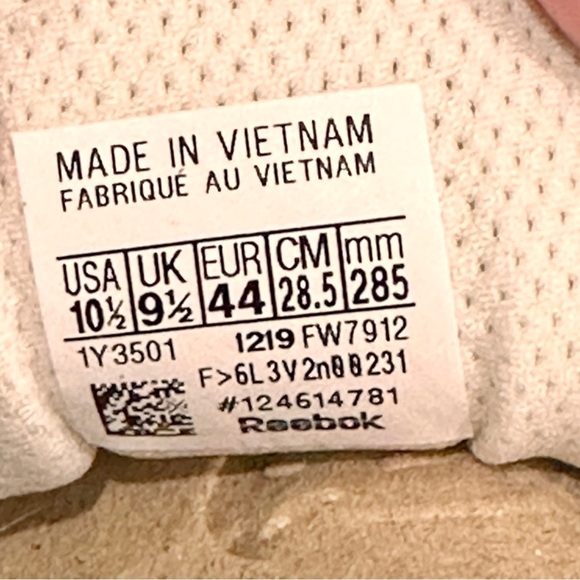 MADE IN VIETNAM
FABRIQUÉ AU VIETNAM
USA UK EUR CM mm
10½ 9½ 44 28.5 285
1Y3501 1219 FW7912
F>6L3V2n00231
#124614781
Reebok